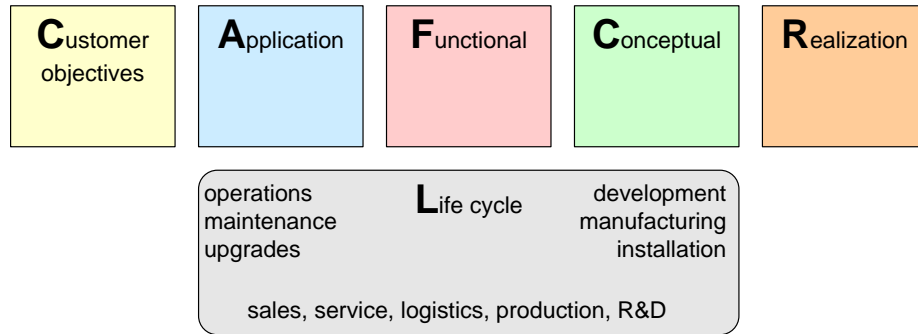 Customer
objectives
Application
Functional
Conceptual
Realization
operations
maintenance
upgrades
Life cycle
development
manufacturing
installation
sales, service, logistics, production, R&D